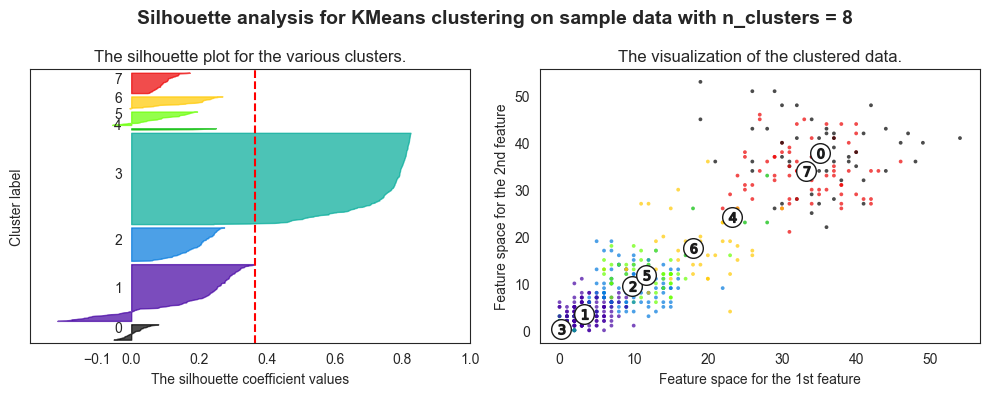 Silhouette analysis for KMeans clustering on sample data with n_clusters = 8
The silhouette plot for the various clusters.
Cluster label
7
6
5
4
3
2
1
0
−0.1 0.0 0.2 0.4 0.6 0.8 1.0
The silhouette coefficient values
The visualization of the clustered data.
Feature space for the 2nd feature
50
40
30
20
10
0
0
7
4
6
5
2
1
3
0 10 20 30 40 50
Feature space for the 1st feature